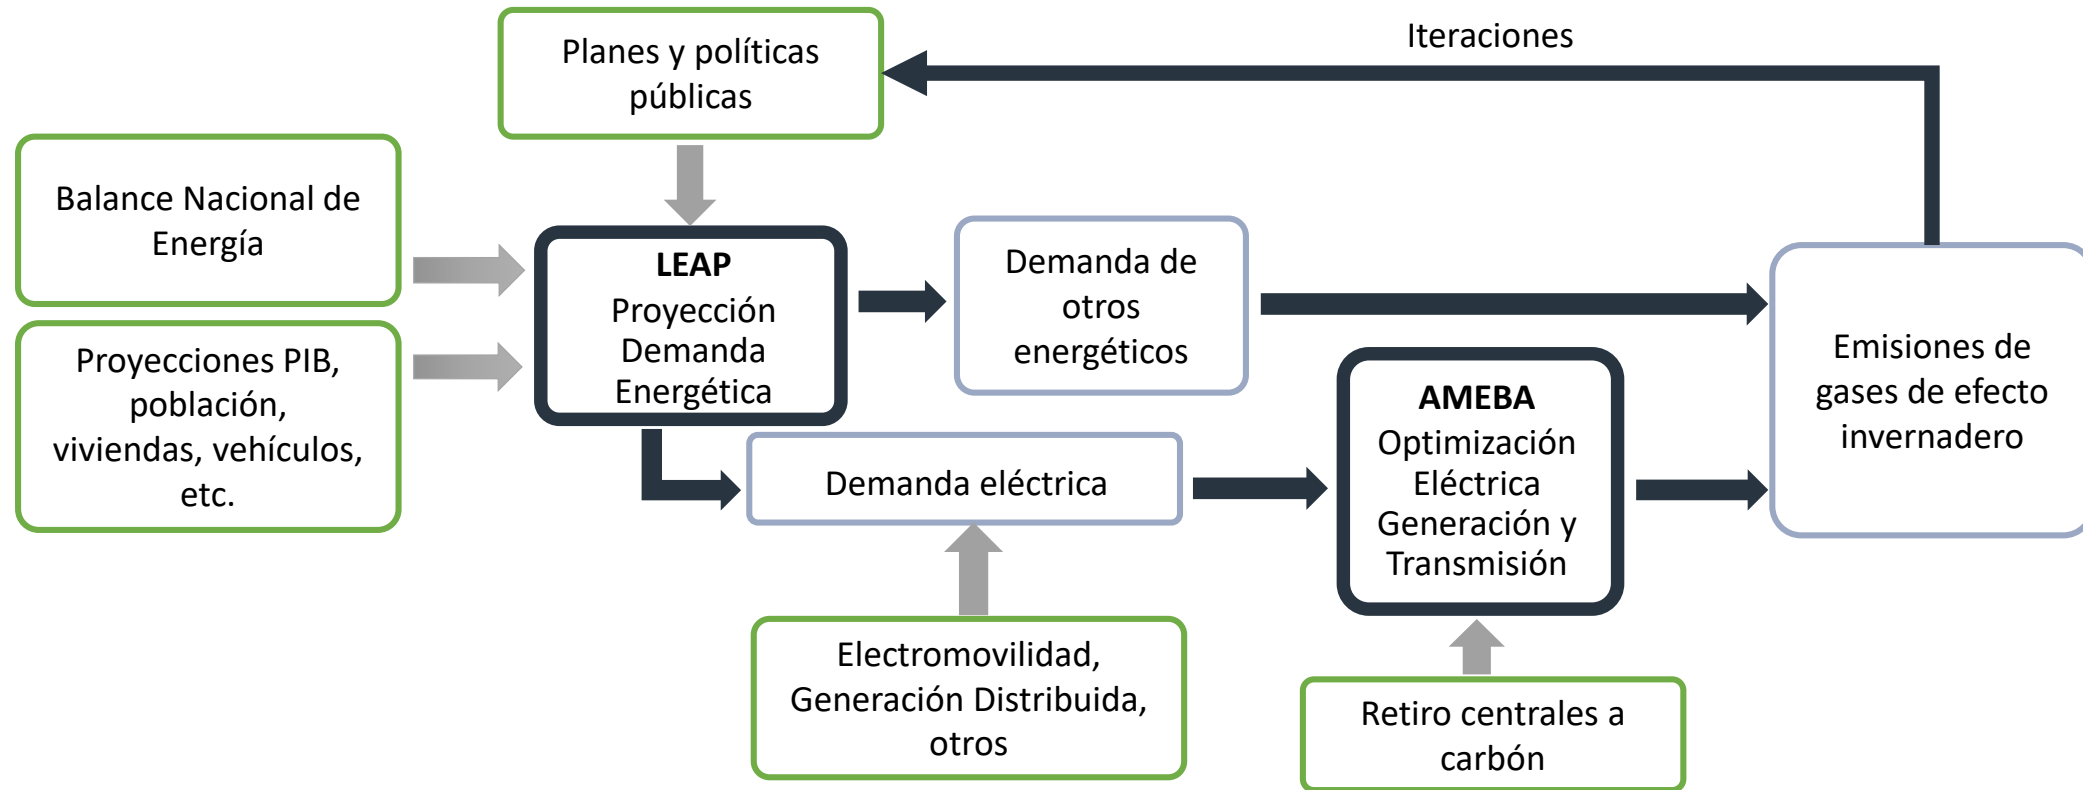 Planes y políticas
públicas
Iteraciones
Balance Nacional de
Energía
LEAP
Proyección
Demanda
Energética
Demanda de
otros
energéticos
Proyecciones PIB,
población,
viviendas, vehículos,
etc.
Demanda eléctrica
AMEBA
Optimización
Eléctrica
Generación y
Transmisión
Emisiones de
gases de efecto
invernadero
Electromovilidad,
Generación Distribuida,
otros
Retiro centrales a
carbón